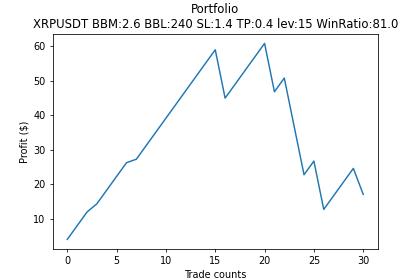 Portfolio
XRPUSDT BBM:2.6 BBL:240 SL:1.4 TP:0.4 lev:15 WinRatio:81.0
60
50
40
30
20
10
Profit ($)
0 5 10 15 20 25 30
Trade counts